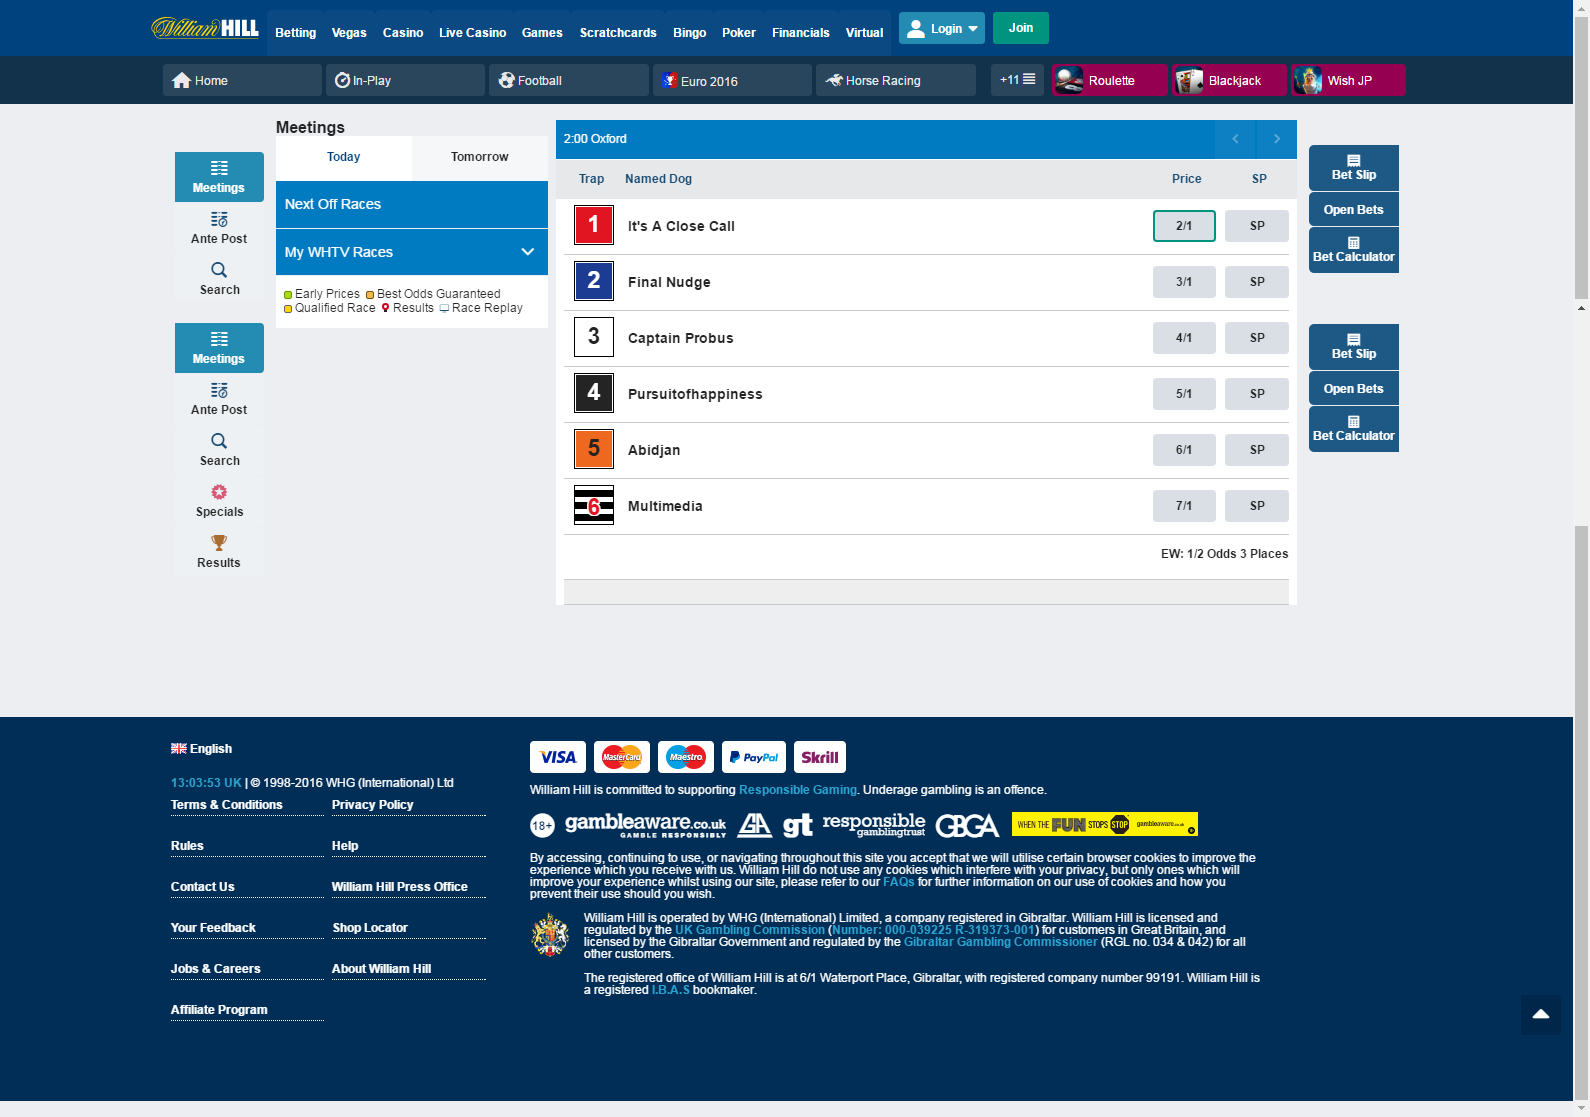 William HILL
Betting Vegas Casino Live Casino Games Scratchcards Bingo Poker Financials Virtual Login Join
Home In-Play Football Euro 2016 Horse Racing +11 Roulette Blackjack Wish JP
Meetings
Today Tomorrow
Next Off Races
My WHTV Races
Early Prices Best Odds Guaranteed
Qualified Race Results Race Replay
Meetings
Ante Post
Search
Meetings
Ante Post
Search
Specials
Results
2:00 Oxford
Trap Named Dog Price SP
1 It's A Close Call 2/1 SP
2 Final Nudge 3/1 SP
3 Captain Probus 4/1 SP
4 Pursuitofhappiness 5/1 SP
5 Abidjan 6/1 SP
6 Multimedia 7/1 SP
EW: 1/2 Odds 3 Places
Bet Slip
Open Bets
Bet Calculator
Bet Slip
Open Bets
Bet Calculator
English
13:03:53 UK | © 1998-2016 WHG (International) Ltd
Terms & Conditions Privacy Policy
Rules Help
Contact Us William Hill Press Office
Your Feedback Shop Locator
Jobs & Careers About William Hill
Affiliate Program
VISA MasterCard Maestro PayPal Skrill
William Hill is committed to supporting Responsible Gaming. Underage gambling is an offence.
18+ gambleaware.co.uk GAMBLE RESPONSIBLY GA gt responsible gamblingtrust GBGA WHEN THE FUN STOPS STOP gambleaware.co.uk
By accessing, continuing to use, or navigating throughout this site you accept that we will utilise certain browser cookies to improve the
experience which you receive with us. William Hill do not use any cookies which interfere with your privacy, but only ones which will
improve your experience whilst using our site, please refer to our FAQs for further information on our use of cookies and how you
prevent their use should you wish.
William Hill is operated by WHG (International) Limited, a company registered in Gibraltar. William Hill is licensed and
regulated by the UK Gambling Commission (Number: 000-039225 R-319373-001) for customers in Great Britain, and
licensed by the Gibraltar Government and regulated by the Gibraltar Gambling Commissioner (RGL no. 034 & 042) for all
other customers.
The registered office of William Hill is at 6/1 Waterport Place, Gibraltar, with registered company number 99191. William Hill is
a registered I.B.A.S bookmaker.